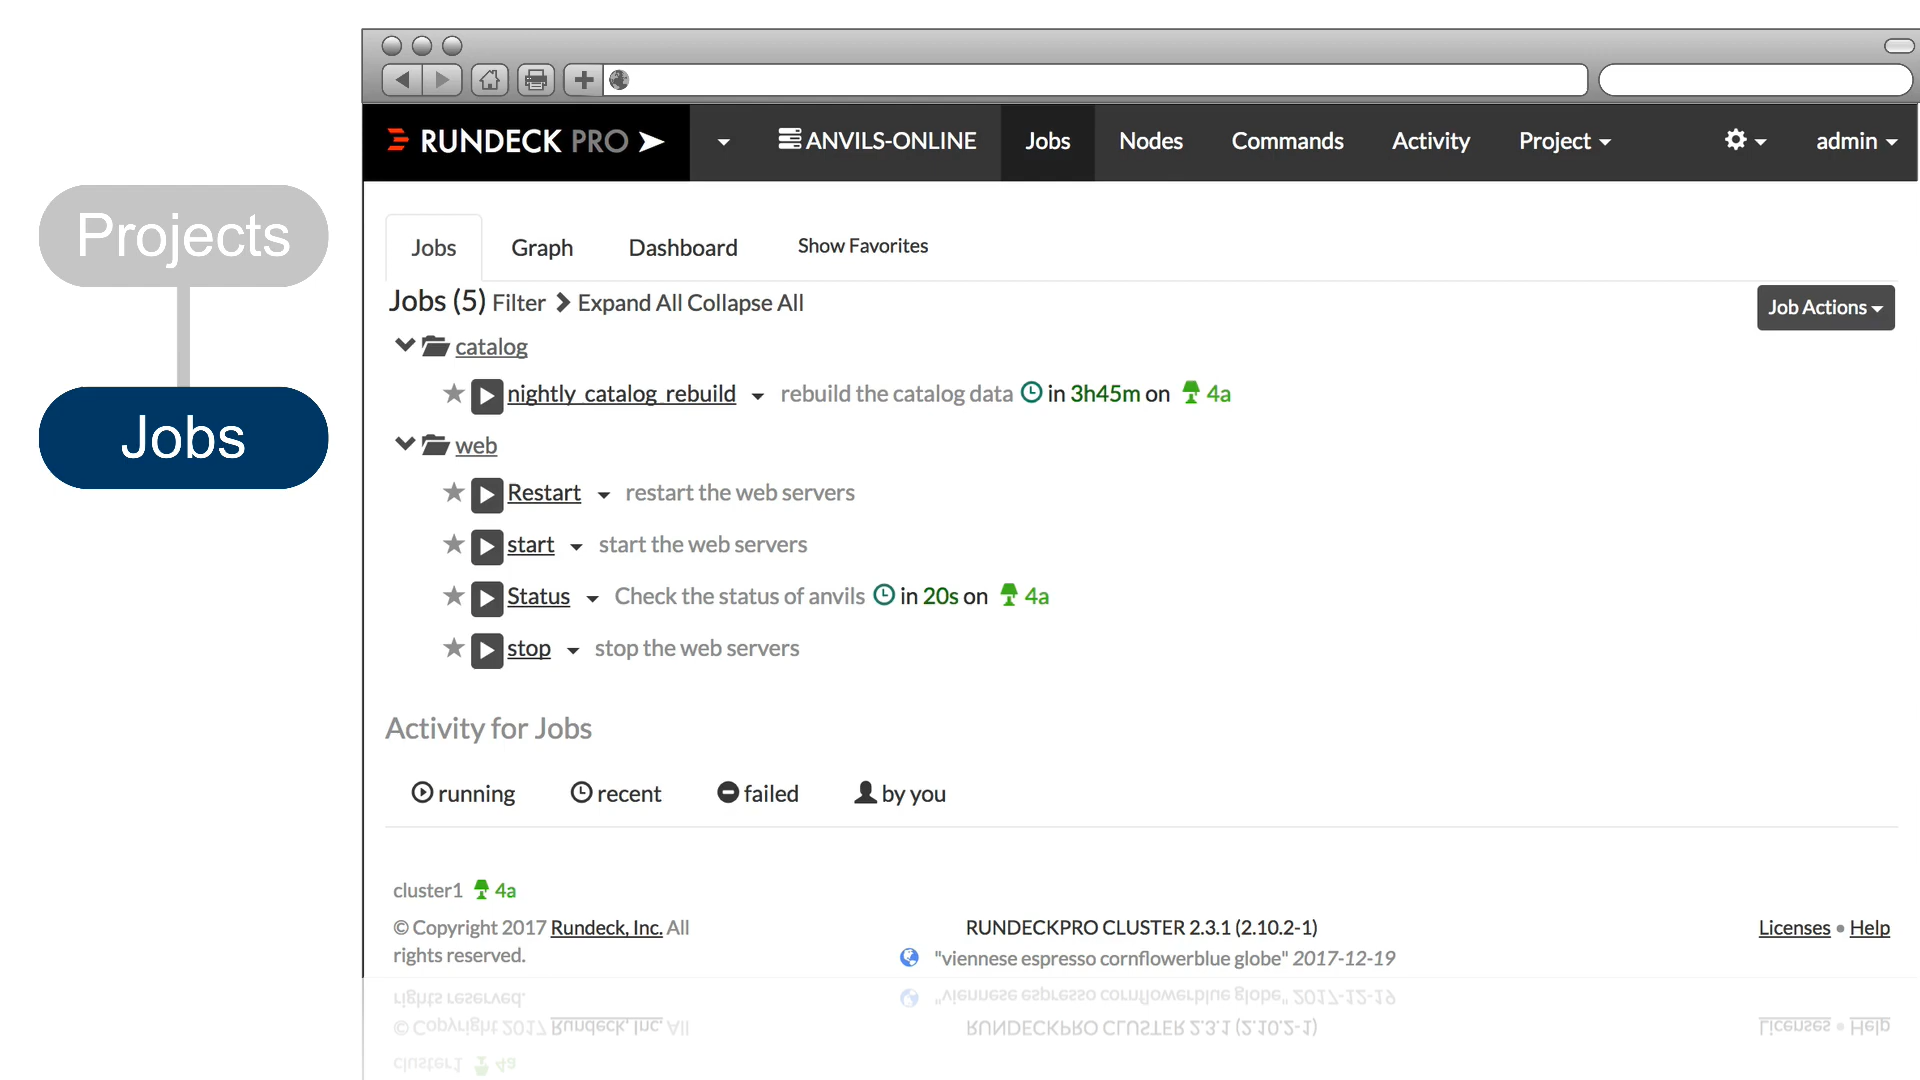 Projects
Jobs
RUNDECK PRO
ANVILS-ONLINE
Jobs
Nodes
Commands
Activity
Project
admin
Jobs
Graph
Dashboard
Show Favorites
Jobs (5) Filter Expand All Collapse All
Job Actions
catalog
nightly_catalog_rebuild rebuild the catalog data in 3h45m on 4a
web
Restart restart the web servers
start start the web servers
Status Check the status of anvils in 20s on 4a
stop stop the web servers
Activity for Jobs
running
recent
failed
by you
cluster1 4a
© Copyright 2017 Rundeck, Inc. All
rights reserved.
RUNDECKPRO CLUSTER 2.3.1 (2.10.2-1)
"viennese espresso cornflowerblue globe" 2017-12-19
Licenses • Help